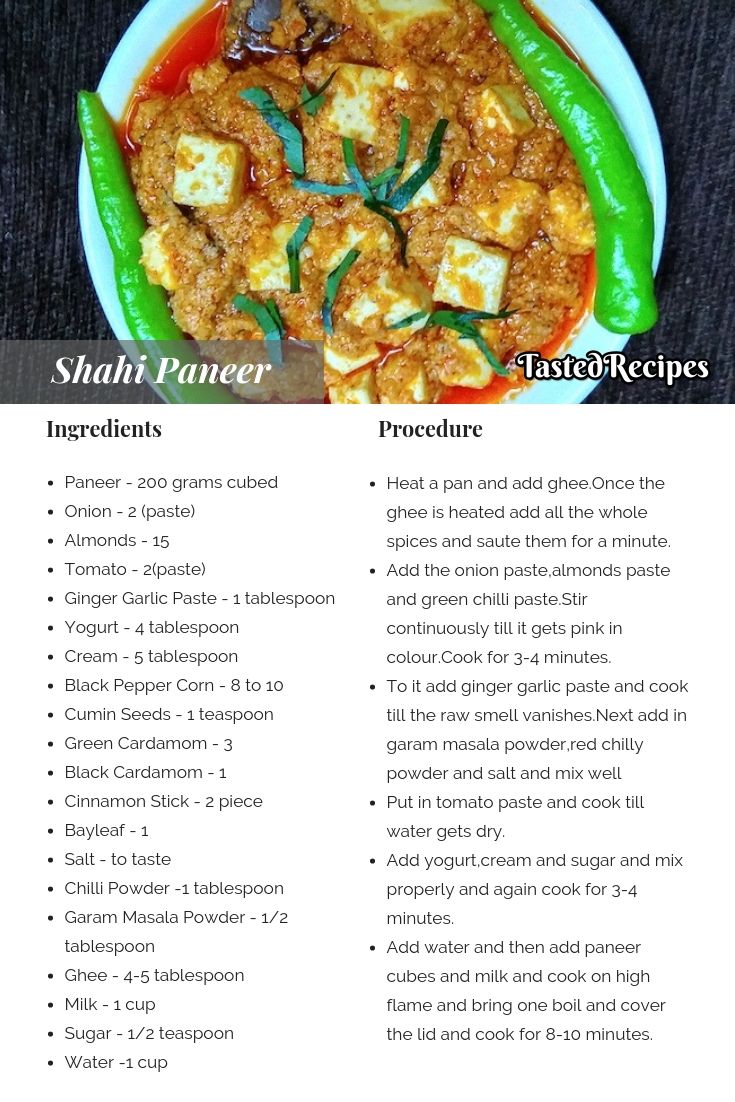 Shahi Paneer
TastedRecipes
Ingredients
• Paneer - 200 grams cubed
• Onion - 2 (paste)
• Almonds - 15
• Tomato - 2(paste)
• Ginger Garlic Paste - 1 tablespoon
• Yogurt - 4 tablespoon
• Cream - 5 tablespoon
• Black Pepper Corn - 8 to 10
• Cumin Seeds - 1 teaspoon
• Green Cardamom - 3
• Black Cardamom - 1
• Cinnamon Stick - 2 piece
• Bayleaf - 1
• Salt - to taste
• Chilli Powder -1 tablespoon
• Garam Masala Powder - 1/2
tablespoon
• Ghee - 4-5 tablespoon
• Milk - 1 cup
• Sugar - 1/2 teaspoon
• Water -1 cup
Procedure
• Heat a pan and add ghee.Once the
ghee is heated add all the whole
spices and saute them for a minute.
• Add the onion paste,almonds paste
and green chilli paste.Stir
continuously till it gets pink in
colour.Cook for 3-4 minutes.
• To it add ginger garlic paste and cook
till the raw smell vanishes.Next add in
garam masala powder,red chilly
powder and salt and mix well
• Put in tomato paste and cook till
water gets dry.
• Add yogurt,cream and sugar and mix
properly and again cook for 3-4
minutes.
• Add water and then add paneer
cubes and milk and cook on high
flame and bring one boil and cover
the lid and cook for 8-10 minutes.